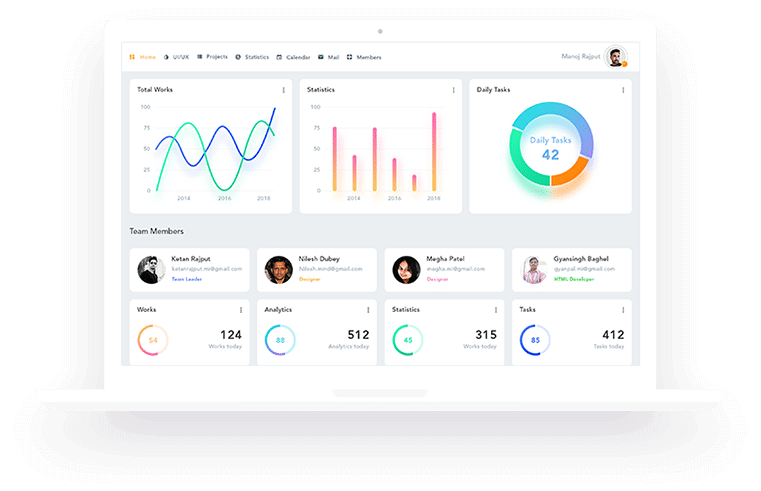 Home UI/UX Projects Statistics Calendar Mail Members Manoj Rajput
Total Works
100
75
50
25
0
2014 2016 2018
Statistics
100
75
50
25
0
2014 2016 2018
Daily Tasks
Daily Tasks
42
Team Members
Ketan Rajput
ketanrajput.mi@gmail.com
Team Leader
Nilesh Dubey
Nilesh.mind@gmail.com
Designer
Megha Patel
megha.mi@gmail.com
Designer
Gyansingh Baghel
gyanpal.mi@gmail.com
HTML Developer
Works
54
124
Works today
Analytics
88
512
Analytics today
Statistics
45
315
Works today
Tasks
85
412
Tasks today